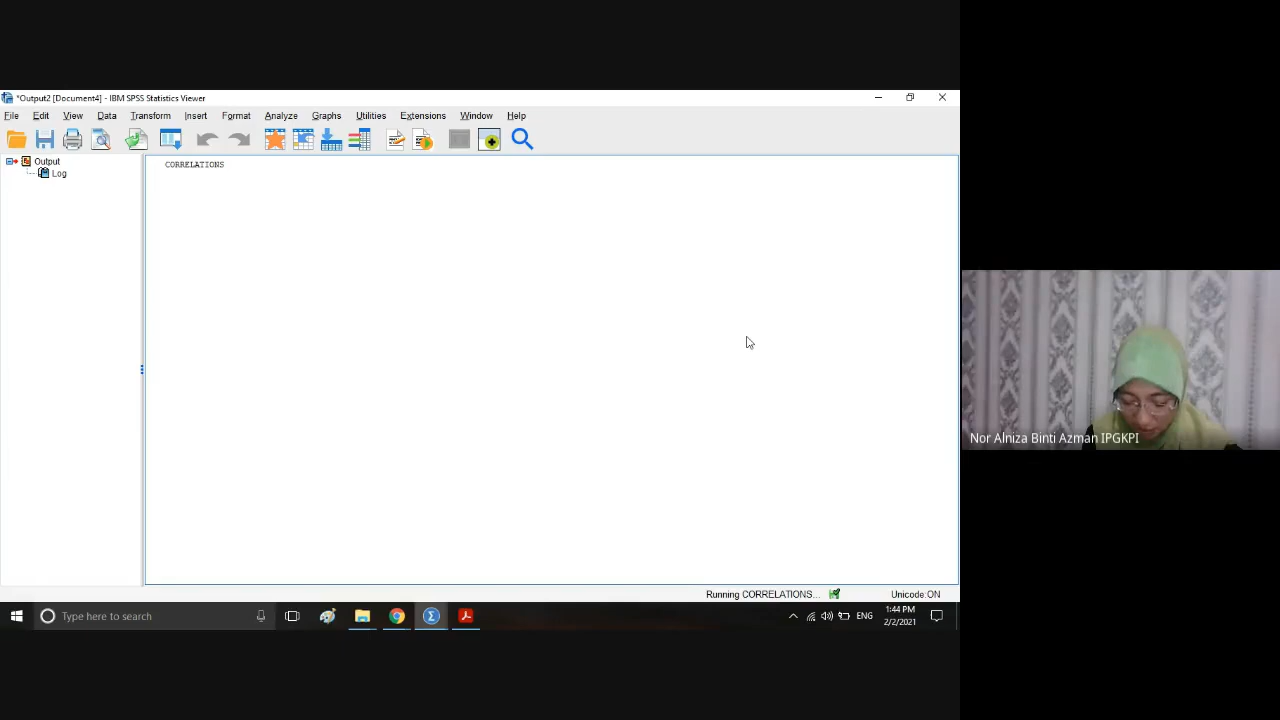 *Output2 [Document4] - IBM SPSS Statistics Viewer
File Edit View Data Transform Insert Format Analyze Graphs Utilities Extensions Window Help
Output
Log
CORRELATIONS
Nor Alniza Binti Azman IPGKPI
Running CORRELATIONS... Unicode:ON
Type here to search
ENG
1:44 PM
2/2/2021